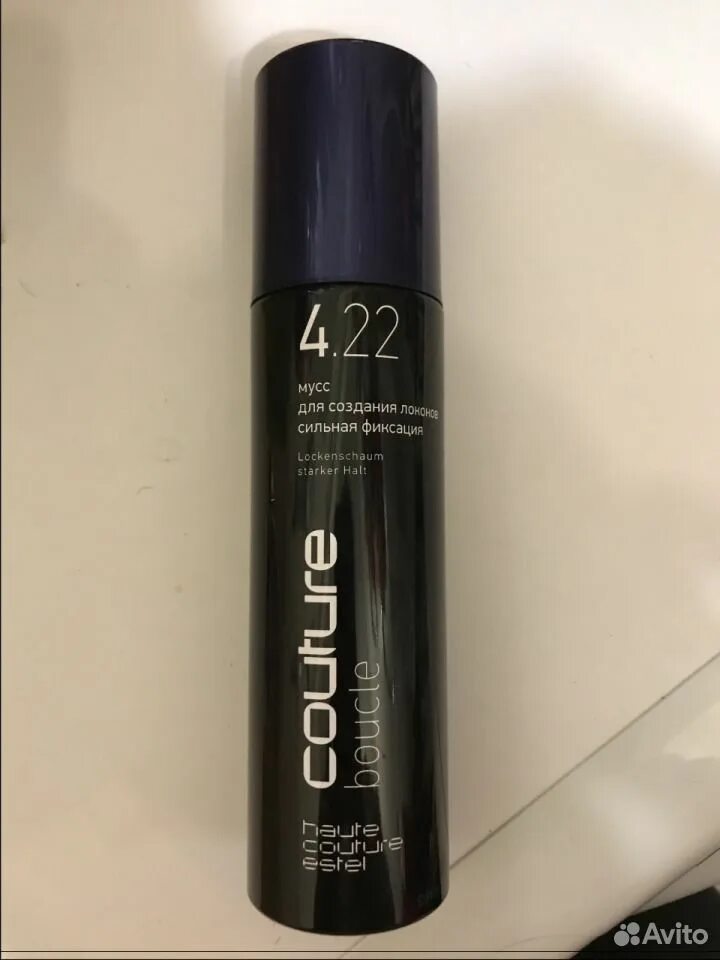 4.22
мусс
для создания локонов
сильная фиксация
Lockenschaum
starker Halt
couture
boucle
haute
couture
estel
Avito